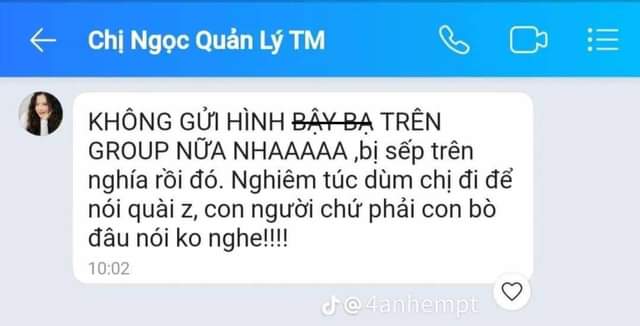 Chị Ngọc Quản Lý TM
KHÔNG GỬI HÌNH BẬY BẠ TRÊN
GROUP NỮA NHAAAAA ,bị sếp trên
nghía rồi đó. Nghiêm túc dùm chị đi để
nói quài z, con người chứ phải con bò
đâu nói ko nghe!!!!
10:02
@4anhempt